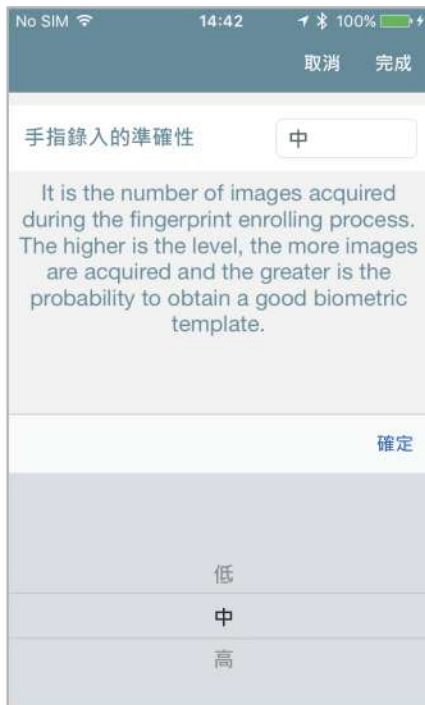 No SIM 14:42 100%
取消 完成
手指錄入的準確性 中
It is the number of images acquired
during the fingerprint enrolling process.
The higher is the level, the more images
are acquired and the greater is the
probability to obtain a good biometric
template.
確定
低
中
高